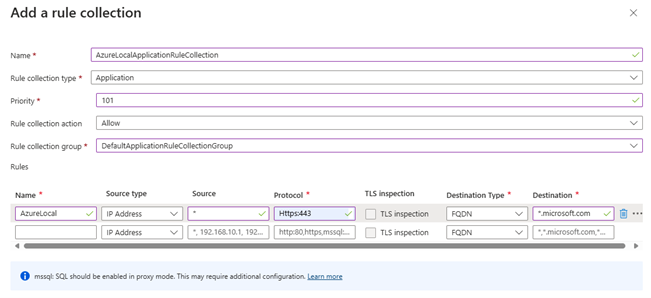 Add a rule collection
Name * AzureLocalApplicationRuleCollection
Rule collection type * Application
Priority * 101
Rule collection action Allow
Rule collection group * DefaultApplicationRuleCollectionGroup
Rules
Name * Source type Source Protocol * TLS inspection Destination Type * Destination *
AzureLocal IP Address * Https:443 TLS inspection FQDN *.microsoft.com
IP Address *, 192.168.10.1, 192... http:80,https,mssql:... TLS inspection FQDN *,*.microsoft.com,*...
mssql: SQL should be enabled in proxy mode. This may require additional configuration. Learn more